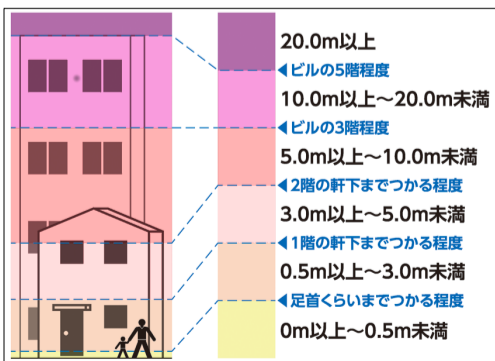 20.0m以上
◀ビルの5階程度
10.0m以上～20.0m未満
◀ビルの3階程度
5.0m以上～10.0m未満
◀2階の軒下までつかる程度
3.0m以上～5.0m未満
◀1階の軒下までつかる程度
0.5m以上～3.0m未満
◀足首くらいまでつかる程度
0m以上～0.5m未満